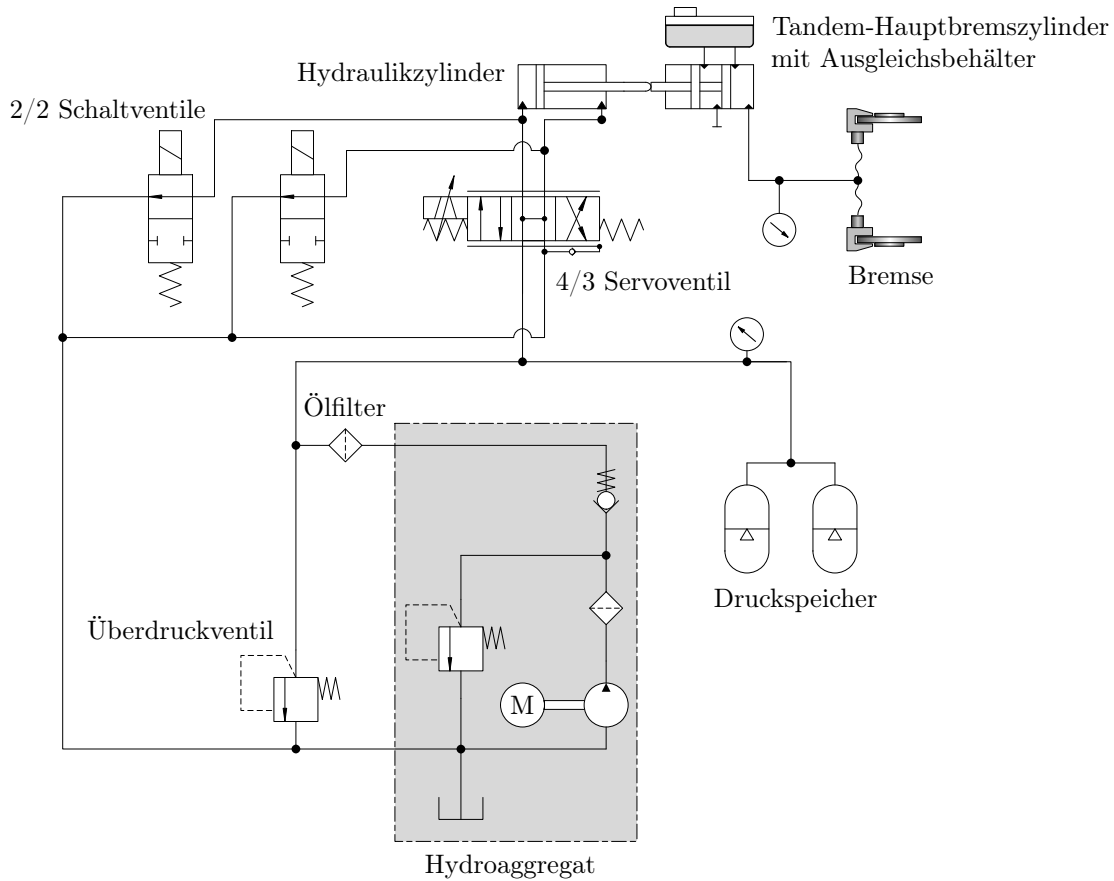 Tandem-Hauptbremszylinder
mit Ausgleichsbehälter
Hydraulikzylinder
2/2 Schaltventile
4/3 Servoventil
Bremse
Ölfilter
Druckspeicher
Überdruckventil
M
Hydroaggregat